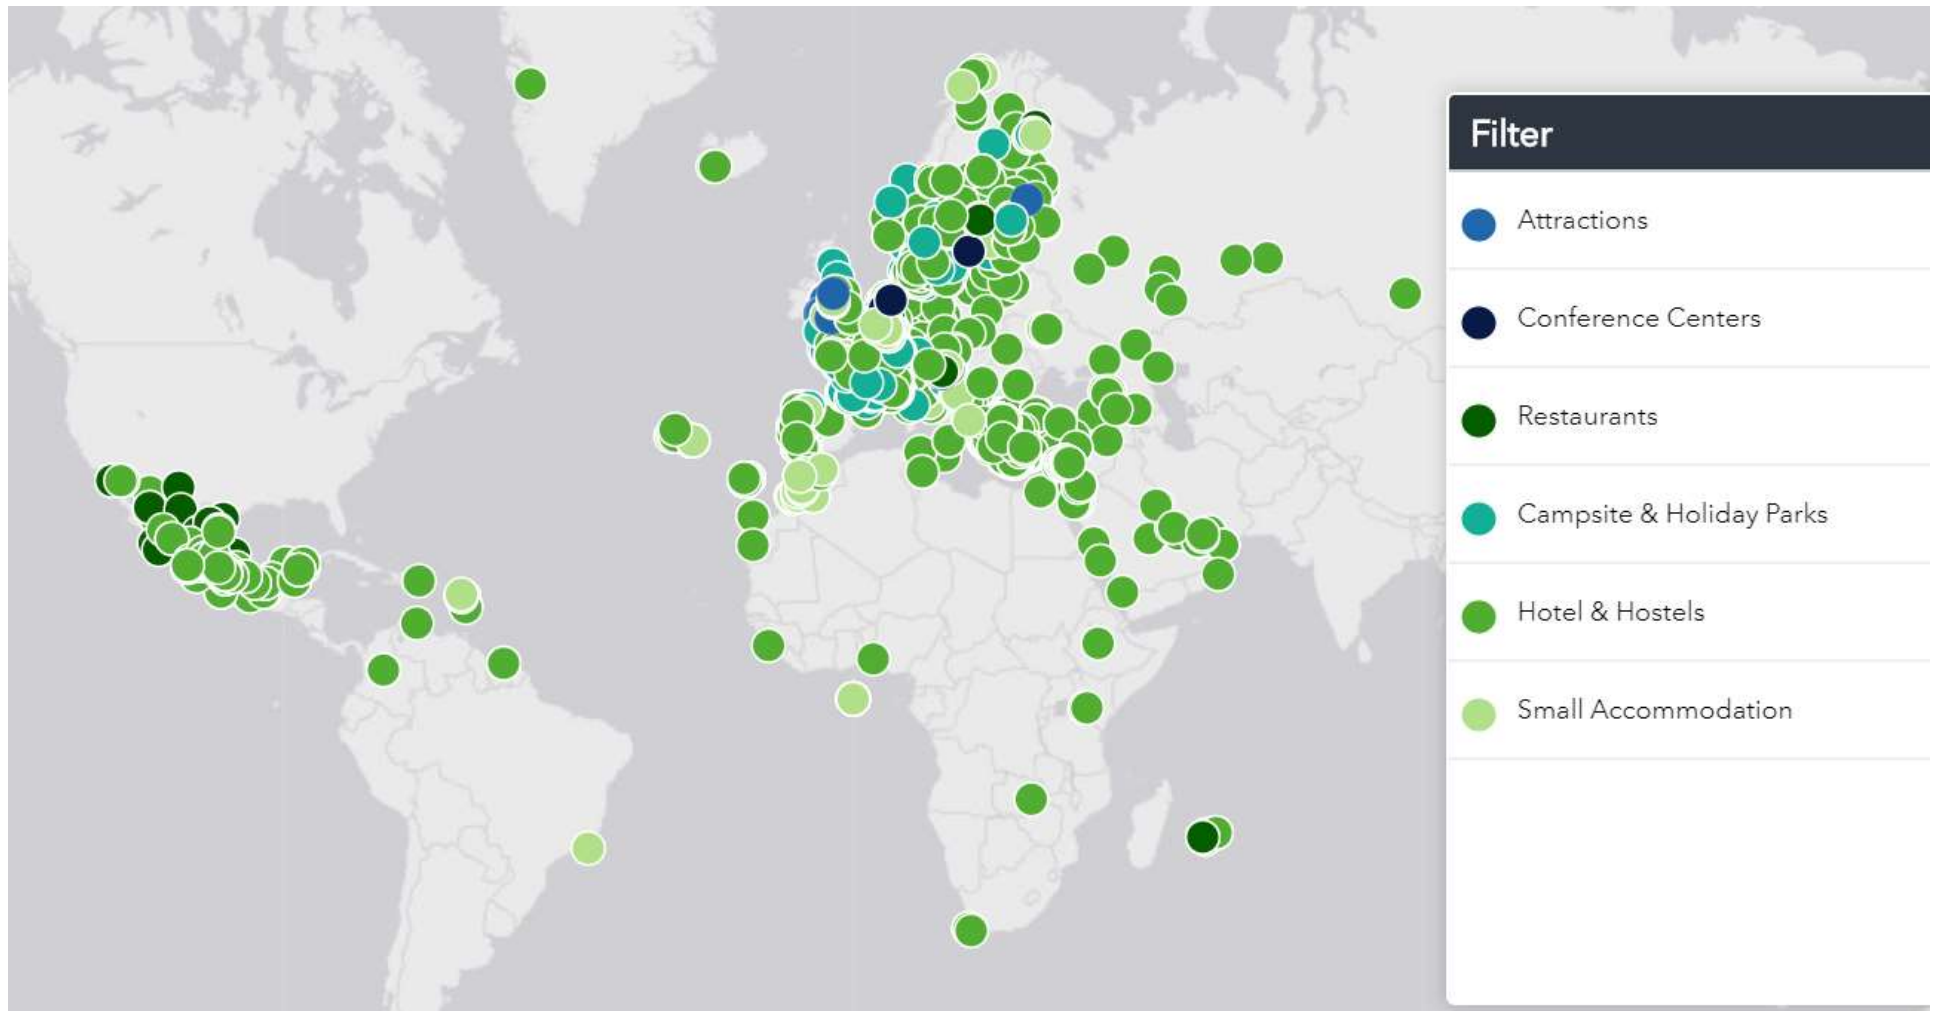 Filter
Attractions
Conference Centers
Restaurants
Campsite & Holiday Parks
Hotel & Hostels
Small Accommodation